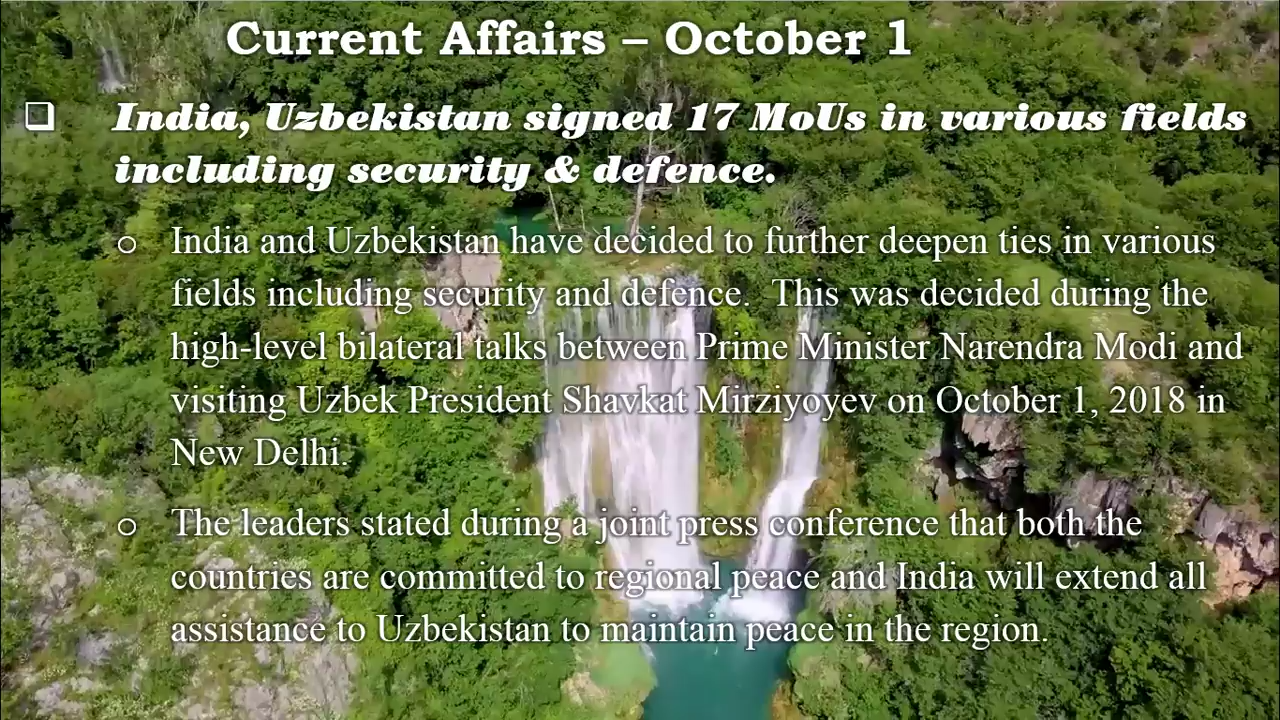 Current Affairs – October 1
❑ India, Uzbekistan signed 17 MoUs in various fields
including security & defence.
o India and Uzbekistan have decided to further deepen ties in various
fields including security and defence.  This was decided during the
high-level bilateral talks between Prime Minister Narendra Modi and
visiting Uzbek President Shavkat Mirziyoyev on October 1, 2018 in
New Delhi.
o The leaders stated during a joint press conference that both the
countries are committed to regional peace and India will extend all
assistance to Uzbekistan to maintain peace in the region.